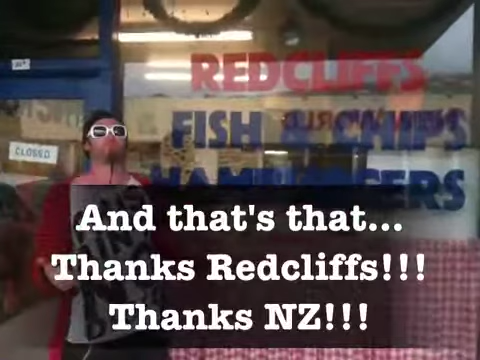 REDCLIFFS
FISH & CHIPS
HAMBURGERS
CLOSED
And that's that...
Thanks Redcliffs!!!
Thanks NZ!!!